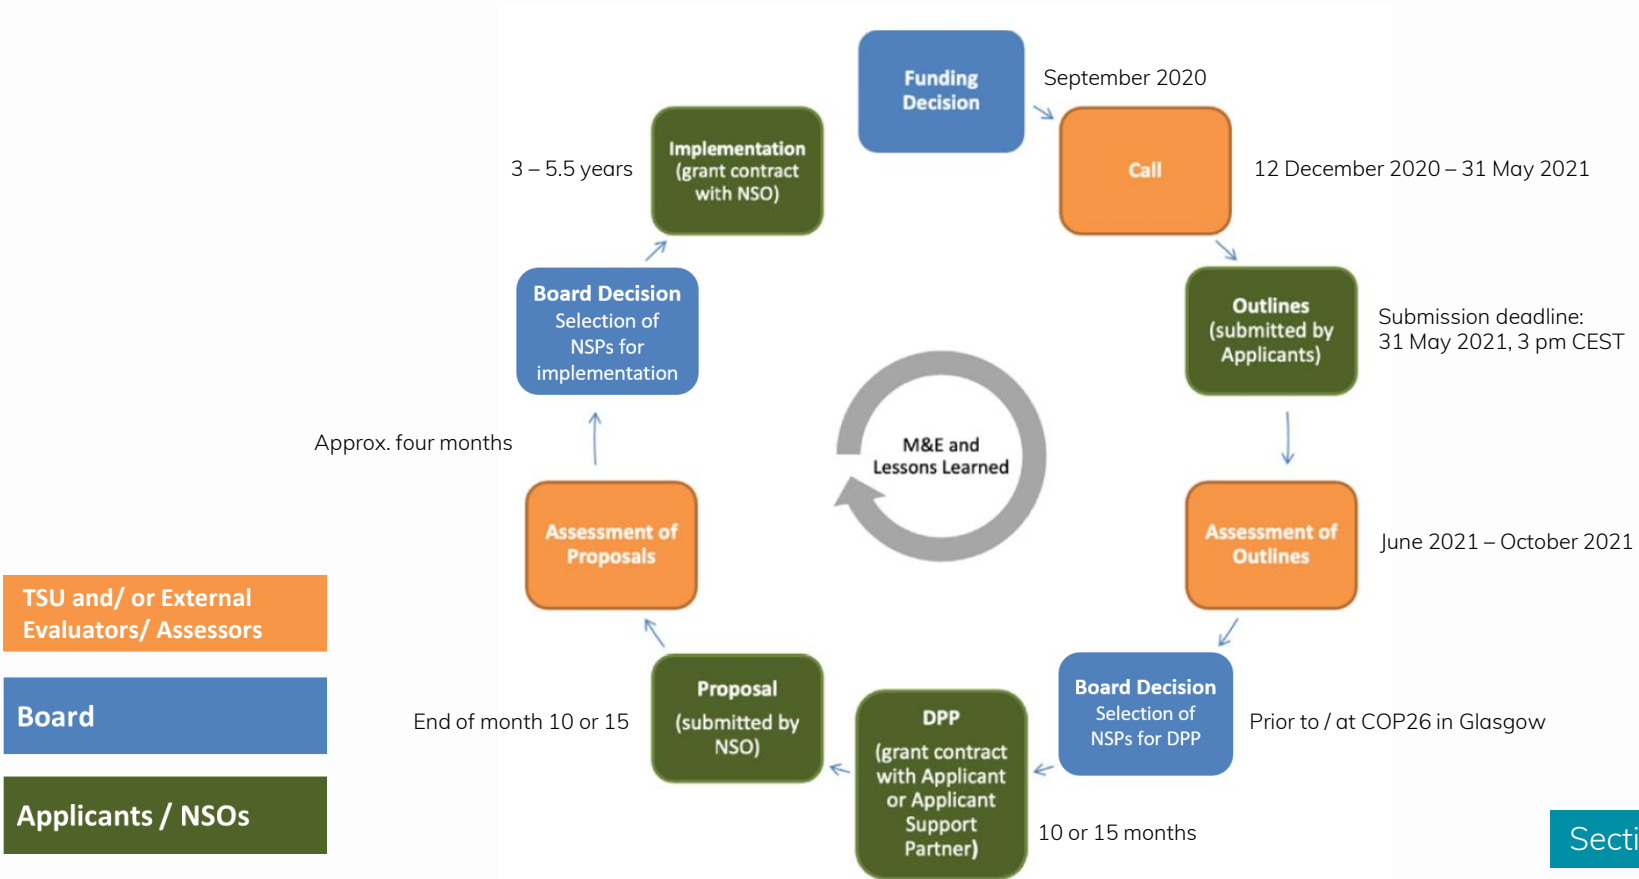 Funding
Decision
September 2020
Call
12 December 2020 – 31 May 2021
Outlines
(submitted by
Applicants)
Submission deadline:
31 May 2021, 3 pm CEST
Assessment of
Outlines
June 2021 – October 2021
Board Decision
Selection of
NSPs for DPP
Prior to / at COP26 in Glasgow
DPP
(grant contract
with Applicant
or Applicant
Support
Partner)
10 or 15 months
Proposal
(submitted by
NSO)
End of month 10 or 15
Assessment of
Proposals
Approx. four months
Board Decision
Selection of
NSPs for
implementation
Implementation
(grant contract
with NSO)
3 – 5.5 years
M&E and
Lessons Learned
TSU and/ or External
Evaluators/ Assessors
Board
Applicants / NSOs
Secti